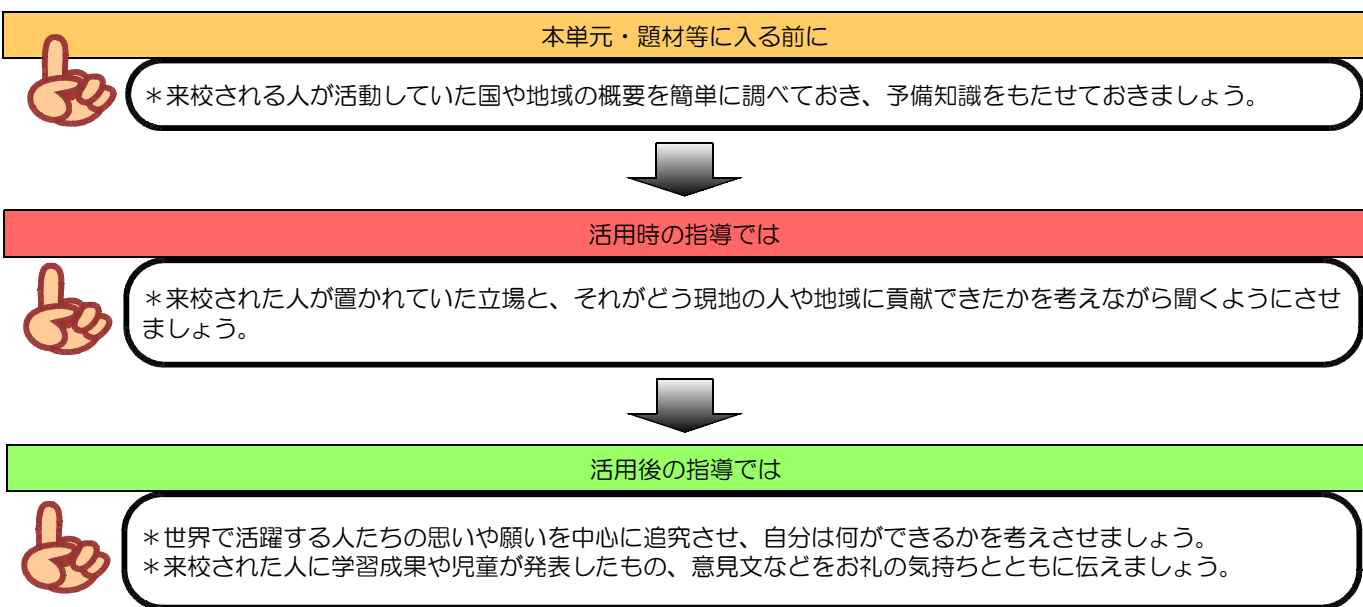 本単元・題材等に入る前に
＊来校される人が活動していた国や地域の概要を簡単に調べておき、予備知識をもたせておきましょう。
活用時の指導では
＊来校された人が置かれていた立場と、それがどう現地の人や地域に貢献できたかを考えながら聞くようにさせ
ましょう。
活用後の指導では
＊世界で活躍する人たちの思いや願いを中心に追究させ、自分は何ができるかを考えさせましょう。
＊来校された人に学習成果や児童が発表したもの、意見文などをお礼の気持ちとともに伝えましょう。